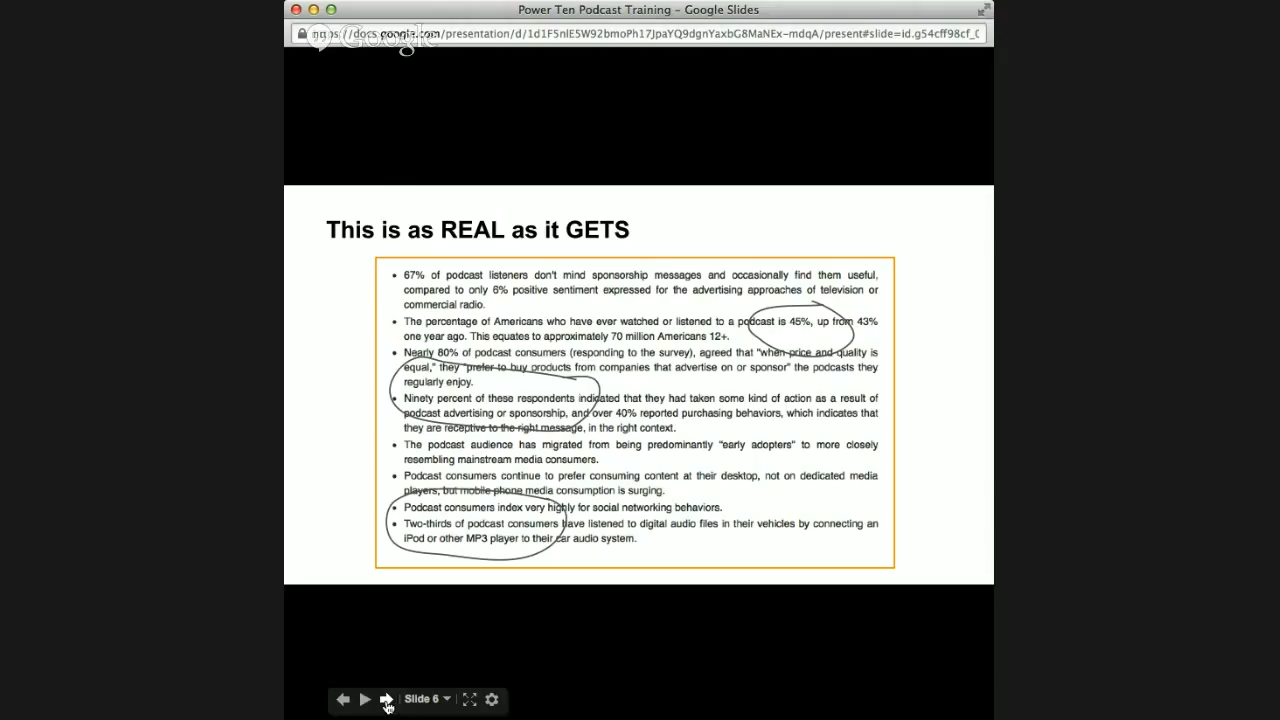 Power Ten Podcast Training – Google Slides
https://docs.google.com/presentation/d/1d1F5nlE5W92bmoPh17JpaYQ9dgnYaxbG8MaNEx-mdqA/present#slide=id.g54cff98cf_0
Google
This is as REAL as it GETS
• 67% of podcast listeners don't mind sponsorship messages and occasionally find them useful,
compared to only 6% positive sentiment expressed for the advertising approaches of television or
commercial radio.
• The percentage of Americans who have ever watched or listened to a podcast is 45%, up from 43%
one year ago. This equates to approximately 70 million Americans 12+.
• Nearly 80% of podcast consumers (responding to the survey), agreed that "when price and quality is
equal," they "prefer to buy products from companies that advertise on or sponsor" the podcasts they
regularly enjoy.
• Ninety percent of these respondents indicated that they had taken some kind of action as a result of
podcast advertising or sponsorship, and over 40% reported purchasing behaviors, which indicates that
they are receptive to the right message, in the right context.
• The podcast audience has migrated from being predominantly "early adopters" to more closely
resembling mainstream media consumers.
• Podcast consumers continue to prefer consuming content at their desktop, not on dedicated media
players, but mobile phone media consumption is surging.
• Podcast consumers index very highly for social networking behaviors.
• Two-thirds of podcast consumers have listened to digital audio files in their vehicles by connecting an
iPod or other MP3 player to their car audio system.
Slide 6